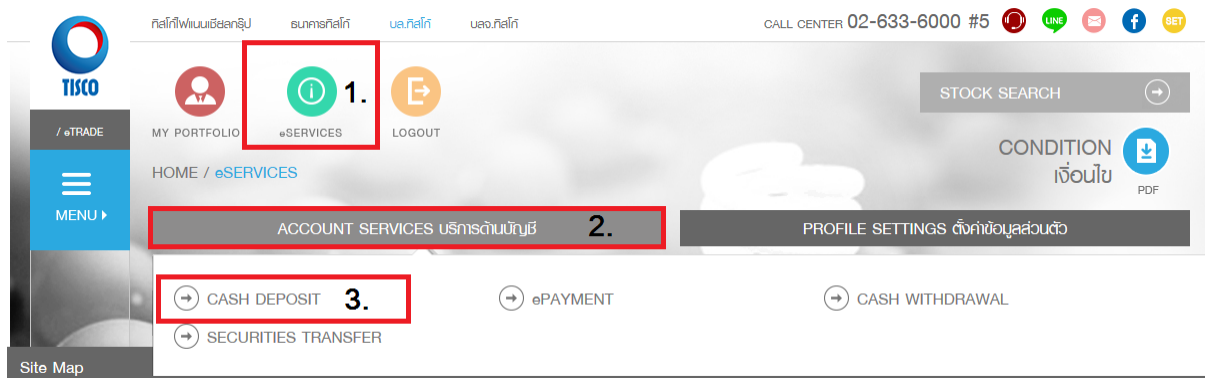 ทิสโก้ไฟแนนเชียลกรุ๊ป ธนาคารทิสโก้ บล.ทิสโก้ บลจ.ทิสโก้ CALL CENTER 02-633-6000 #5 LINE SET
TISCO
1.
STOCK SEARCH
/ eTRADE MY PORTFOLIO eSERVICES LOGOUT
CONDITION
เงื่อนไข
PDF
HOME / eSERVICES
MENU
ACCOUNT SERVICES บริการด้านบัญชี 2. PROFILE SETTINGS ตั้งค่าข้อมูลส่วนตัว
CASH DEPOSIT 3. ePAYMENT CASH WITHDRAWAL
SECURITIES TRANSFER
Site Map